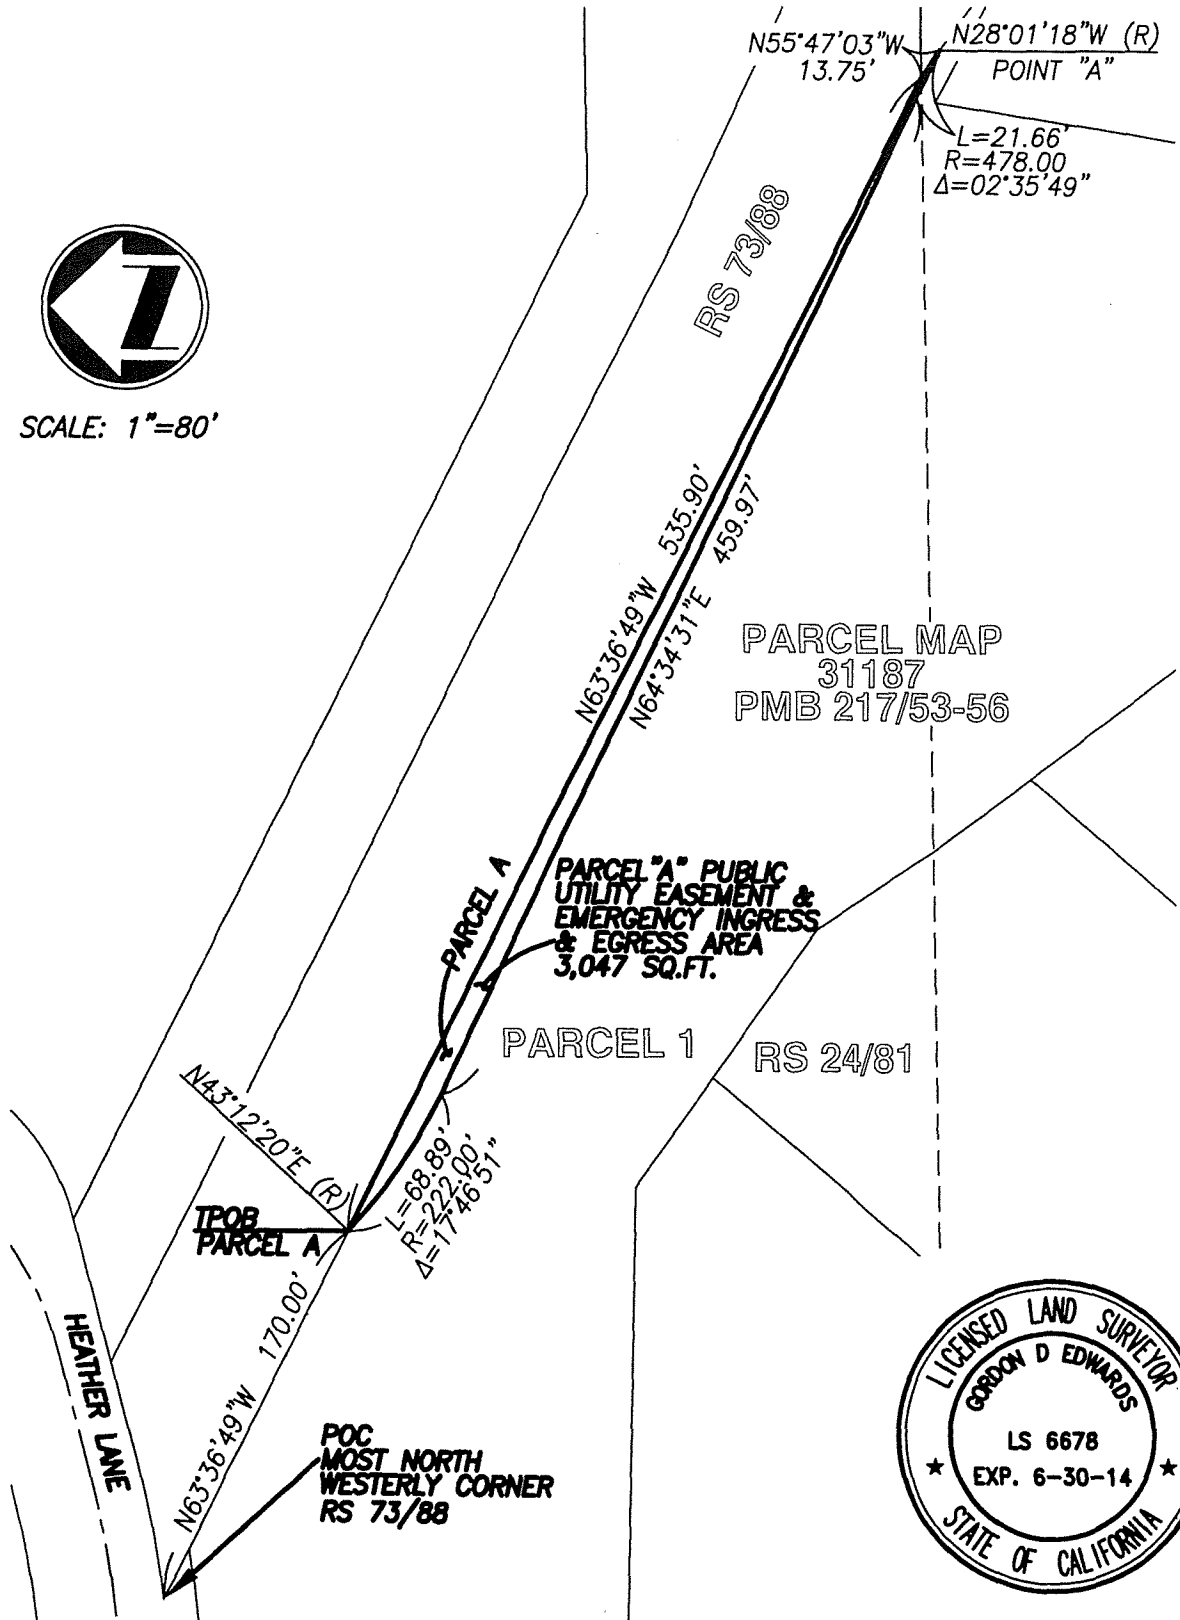 N55°47'03"W
13.75'
N28°01'18"W (R)
POINT "A"
L=21.66'
R=478.00
Δ=02°35'49"
RS 73/88
Z
SCALE: 1"=80'
N63°36'49"W 535.90'
N64°34'31"E 459.97'
PARCEL MAP
31187
PMB 217/53-56
PARCEL A
PARCEL "A" PUBLIC
UTILITY EASEMENT &
EMERGENCY INGRESS
& EGRESS AREA
3,047 SQ.FT.
PARCEL 1
RS 24/81
N43°12'20"E (R)
L=68.89'
R=222.00'
Δ=17°46'51"
TPOB
PARCEL A
N63°36'49"W 170.00'
HEATHER LANE
POC
MOST NORTH
WESTERLY CORNER
RS 73/88
LICENSED LAND SURVEYOR
GORDON D EDWARDS
LS 6678
EXP. 6-30-14
★ STATE OF CALIFORNIA ★